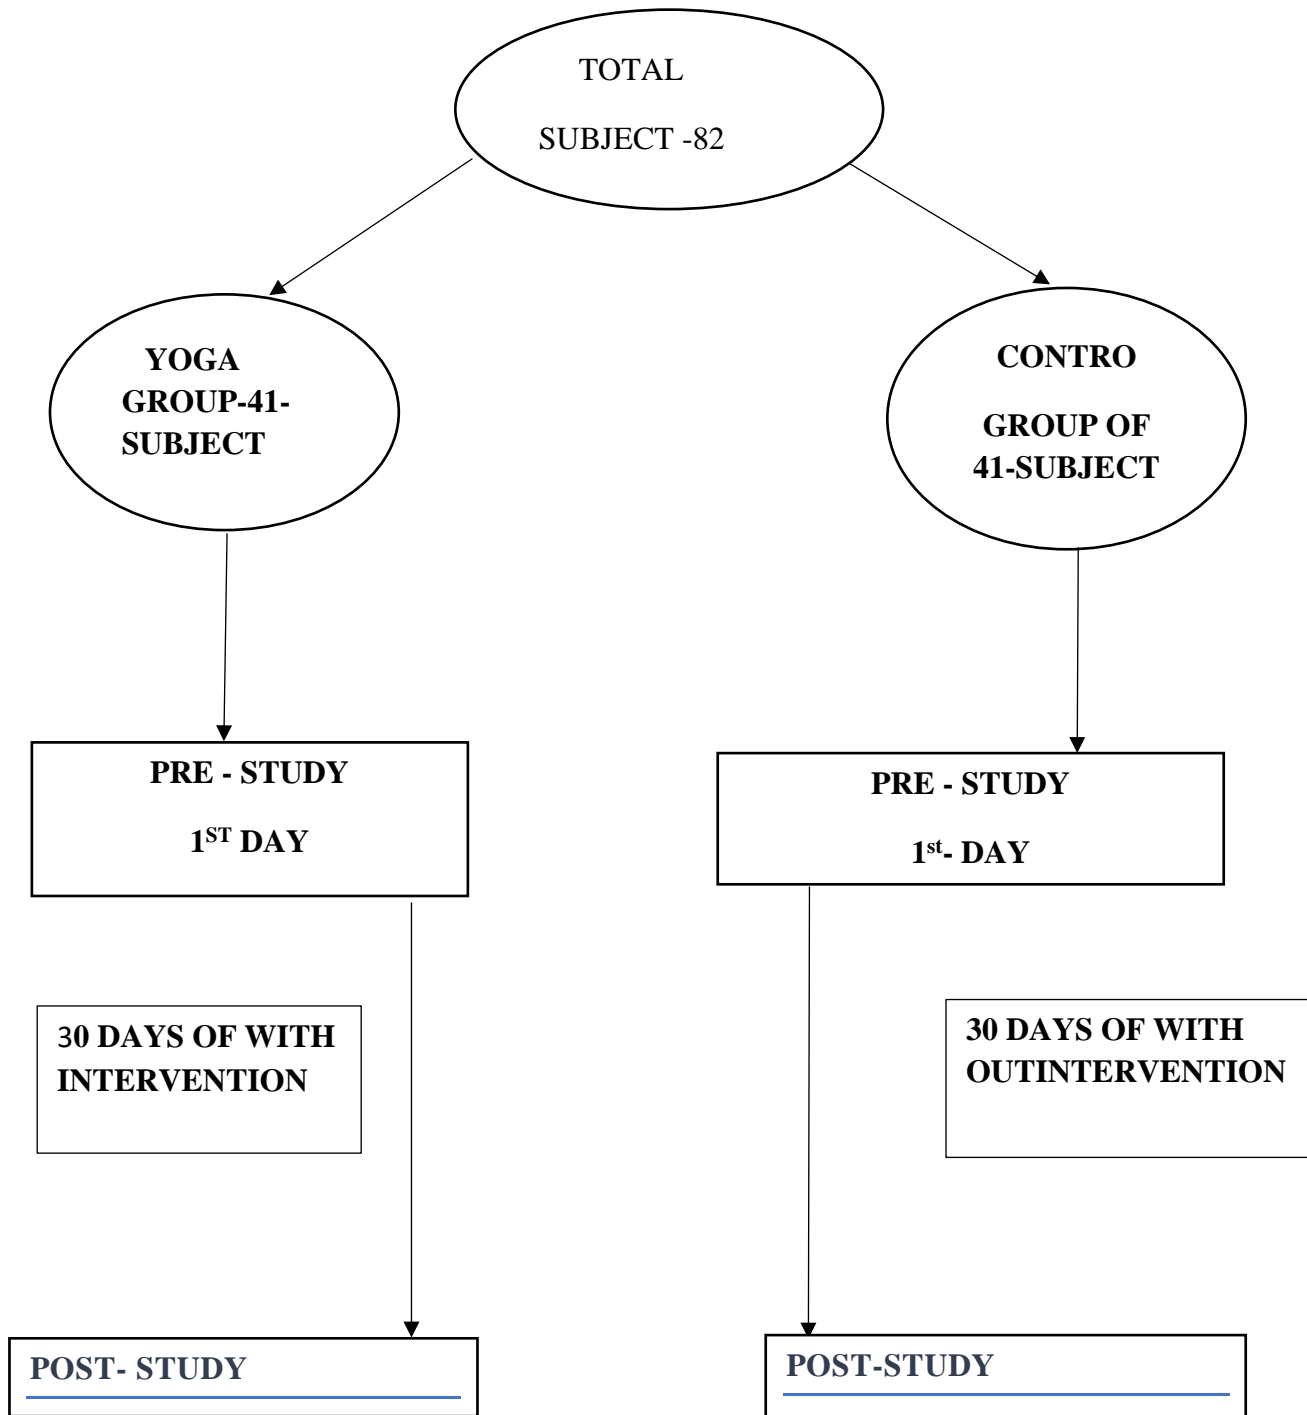 TOTAL
SUBJECT -82
YOGA
GROUP-41-
SUBJECT
CONTRO
GROUP OF
41-SUBJECT
PRE - STUDY
1ST DAY
PRE - STUDY
1st- DAY
30 DAYS OF WITH
INTERVENTION
30 DAYS OF WITH
OUTINTERVENTION
POST- STUDY
POST-STUDY